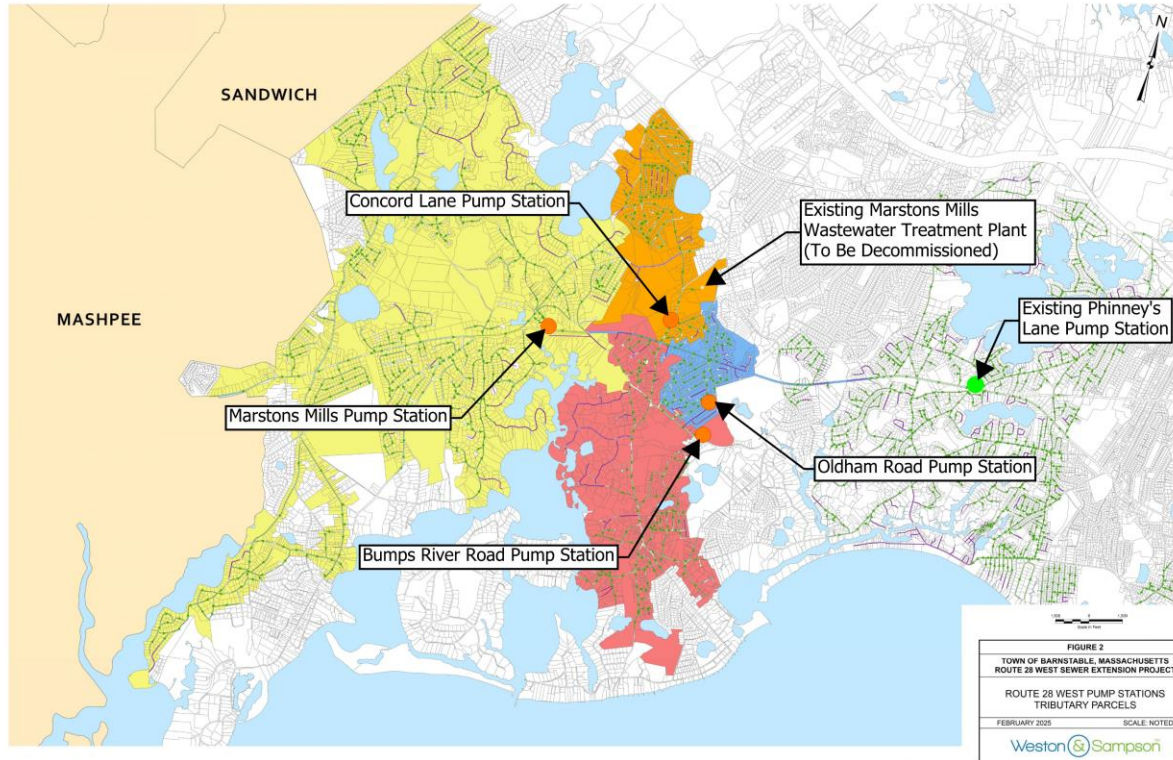 N
SANDWICH
Concord Lane Pump Station
Existing Marstons Mills
Wastewater Treatment Plant
(To Be Decommissioned)
Existing Phinney's
Lane Pump Station
MASHPEE
Marstons Mills Pump Station
Oldham Road Pump Station
Bumps River Road Pump Station
Scale In Feet
FIGURE 2
TOWN OF BARNSTABLE, MASSACHUSETTS
ROUTE 28 WEST SEWER EXTENSION PROJECT
ROUTE 28 WEST PUMP STATIONS
TRIBUTARY PARCELS
FEBRUARY 2025 SCALE: NOTED
Weston & Sampson